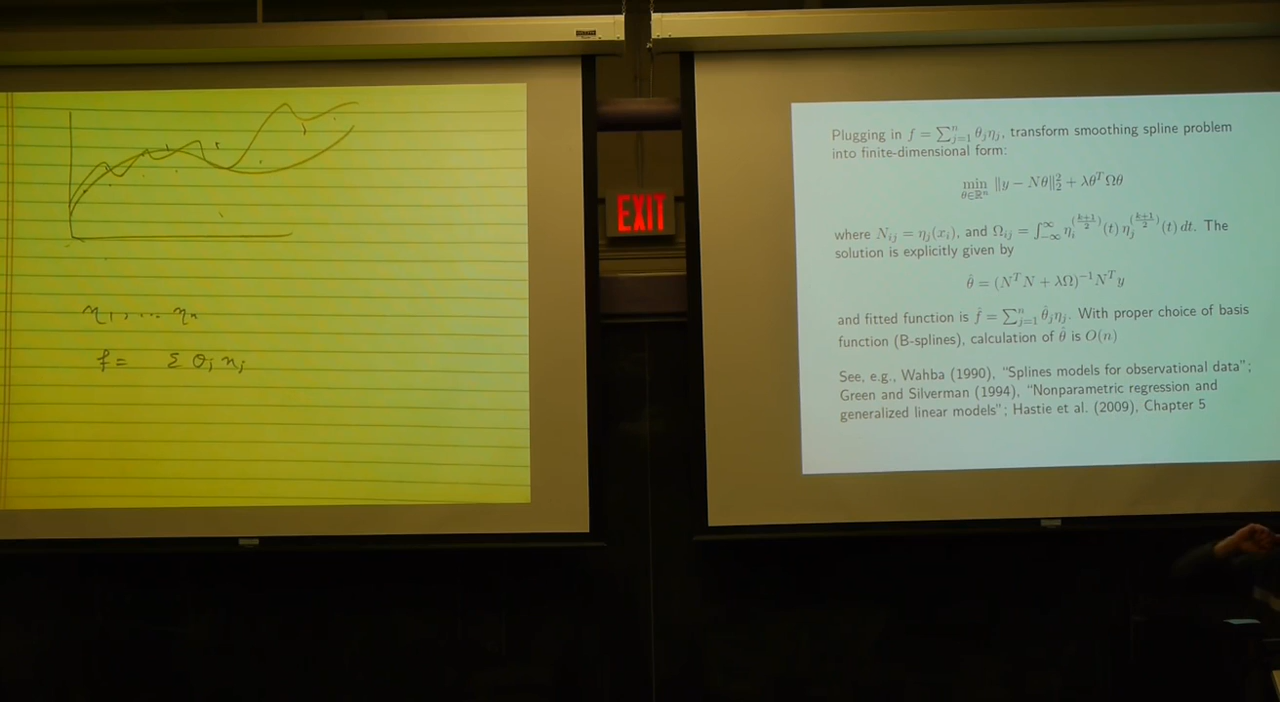 η₁, ... ηₙ
f = Σ θⱼ ηⱼ
EXIT
Plugging in f = ∑ⁿⱼ₌₁ θⱼηⱼ, transform smoothing spline problem
into finite-dimensional form:
min_{θ∈ℝⁿ} ‖y − Nθ‖₂² + λθᵀΩθ
where Nᵢⱼ = ηⱼ(xᵢ), and Ωᵢⱼ = ∫_{−∞}^{∞} ηᵢ^{((k+1)/2)}(t) ηⱼ^{((k+1)/2)}(t) dt. The
solution is explicitly given by
θ̂ = (NᵀN + λΩ)⁻¹Nᵀy
and fitted function is f̂ = ∑ⁿⱼ₌₁ θ̂ⱼηⱼ. With proper choice of basis
function (B-splines), calculation of θ̂ is O(n)
See, e.g., Wahba (1990), “Splines models for observational data”;
Green and Silverman (1994), “Nonparametric regression and
generalized linear models”; Hastie et al. (2009), Chapter 5